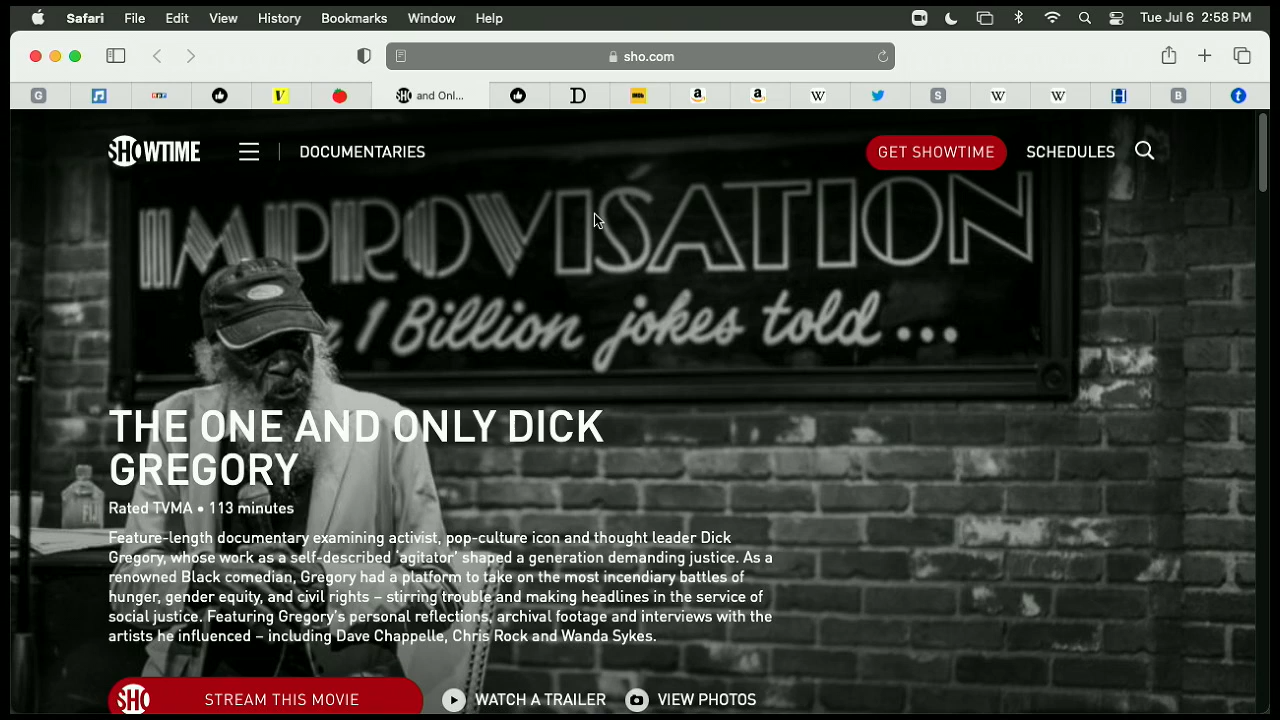 Safari File Edit View History Bookmarks Window Help Tue Jul 6 2:58 PM
sho.com
G npr V SHO and Onl... D IMDb a a W S W W H B t
SHOWTIME DOCUMENTARIES GET SHOWTIME SCHEDULES
IMPROVISATION
1 Billion jokes told...
THE ONE AND ONLY DICK
GREGORY
Rated TVMA • 113 minutes
Feature-length documentary examining activist, pop-culture icon and thought leader Dick
Gregory, whose work as a self-described 'agitator' shaped a generation demanding justice. As a
renowned Black comedian, Gregory had a platform to take on the most incendiary battles of
hunger, gender equity, and civil rights – stirring trouble and making headlines in the service of
social justice. Featuring Gregory's personal reflections, archival footage and interviews with the
artists he influenced – including Dave Chappelle, Chris Rock and Wanda Sykes.
FIJI
SHO STREAM THIS MOVIE WATCH A TRAILER VIEW PHOTOS